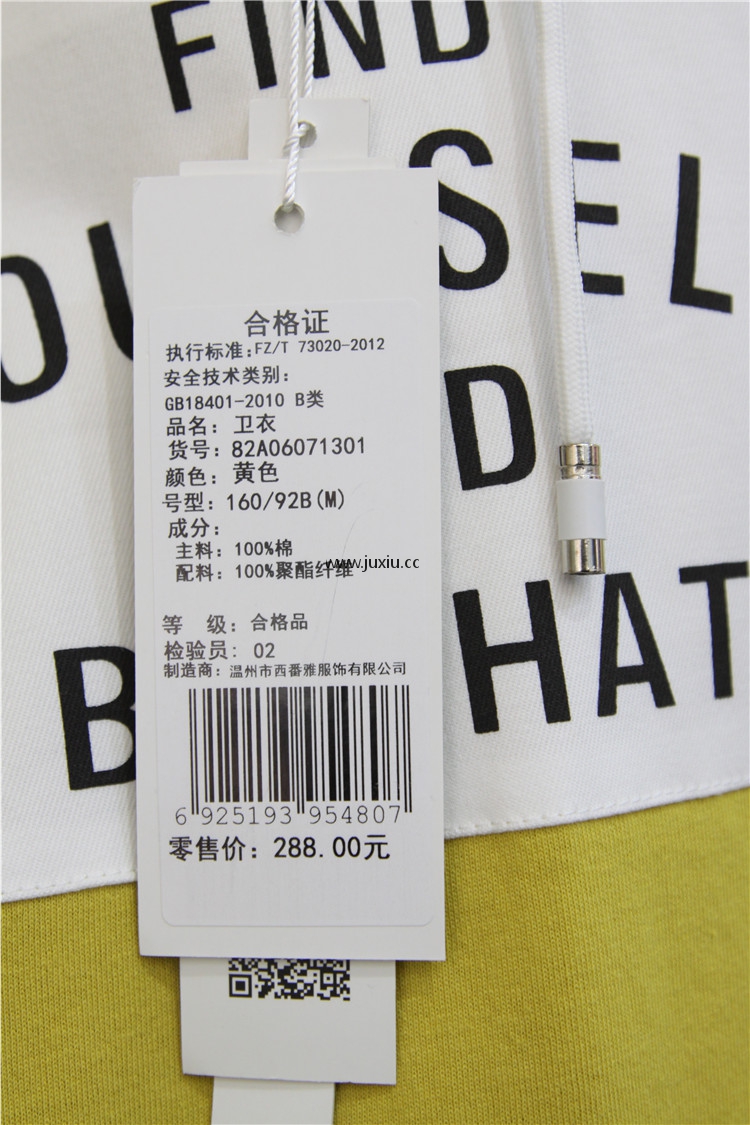 FIND
OU SEL
D
B HAT
合格证
执行标准:FZ/T 73020-2012
安全技术类别:
GB18401-2010 B类
品名: 卫衣
货号: 82A06071301
颜色: 黄色
号型: 160/92B(M)
成分:
主料: 100%棉
配料: 100%聚酯纤维
www.juxiu.cc
等 级: 合格品
检验员: 02
制造商: 温州市西番雅服饰有限公司
6 925193 954807
零售价: 288.00元